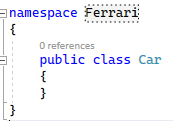 namespace Ferrari
{
0 references
public class Car
{
}
}